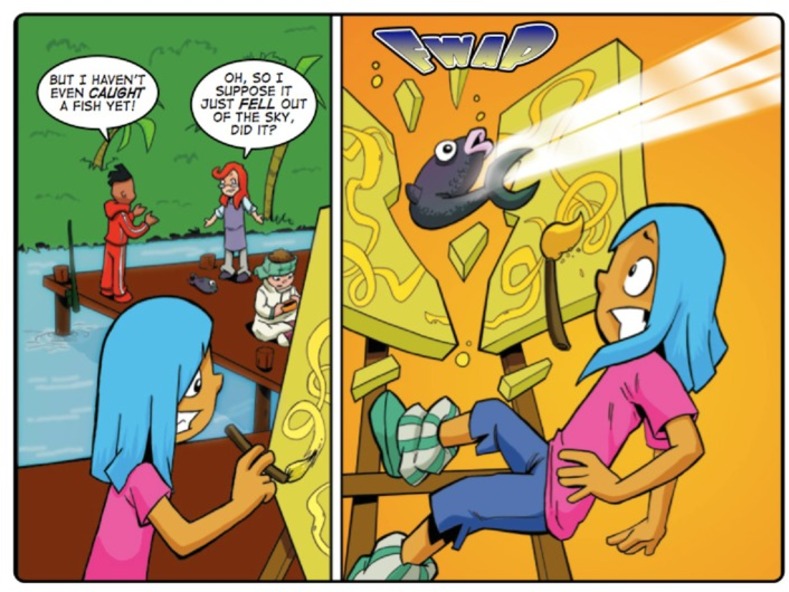 BUT I HAVEN'T
EVEN CAUGHT
A FISH YET!
OH, SO I
SUPPOSE IT
JUST FELL OUT
OF THE SKY,
DID IT?
FWAP